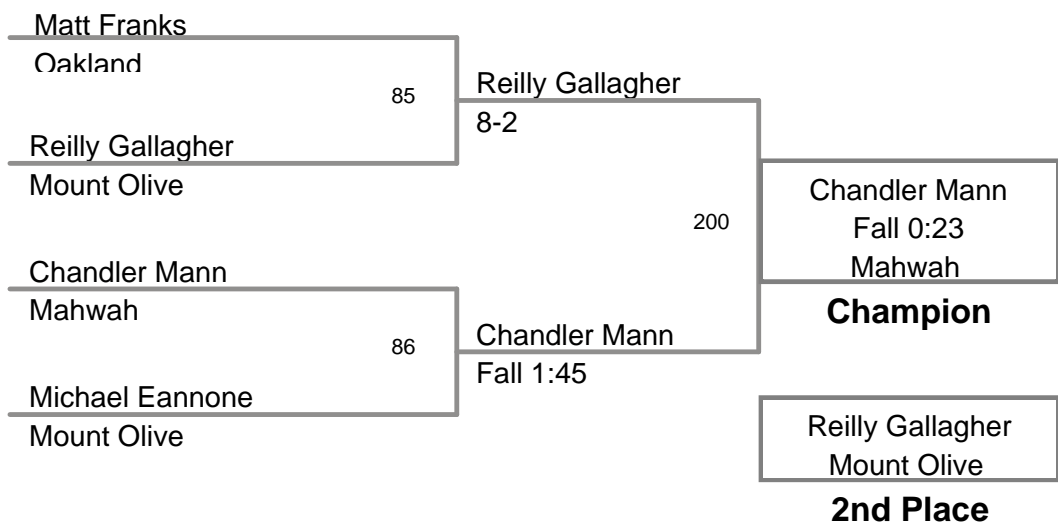 Matt Franks
Oakland
85
Reilly Gallagher
8-2
Reilly Gallagher
Mount Olive
200
Chandler Mann
Fall 0:23
Mahwah
Champion
Chandler Mann
Mahwah
86
Chandler Mann
Fall 1:45
Michael Eannone
Mount Olive
Reilly Gallagher
Mount Olive
2nd Place